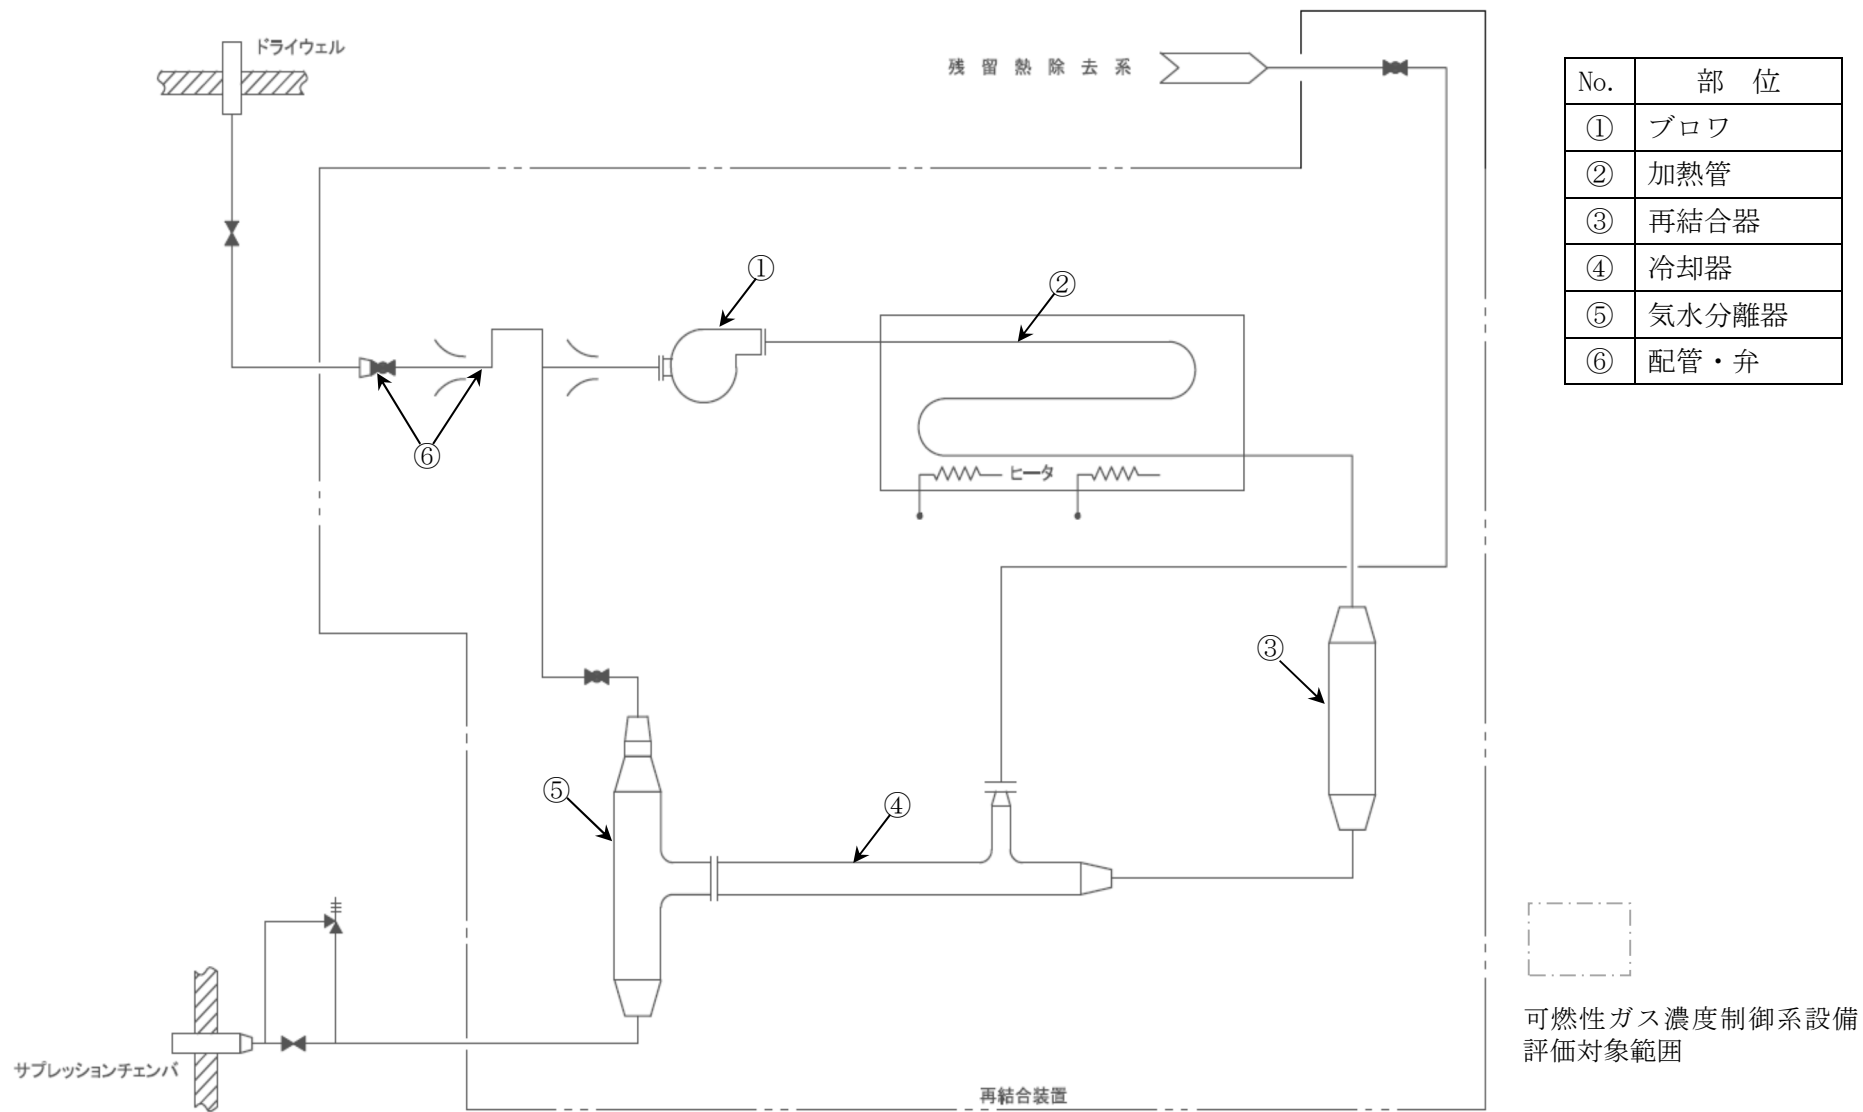 ドライウェル
残留熱除去系
No. 部 位
① ブロワ
② 加熱管
③ 再結合器
④ 冷却器
⑤ 気水分離器
⑥ 配管・弁
①
②
⑥
ヒータ
③
⑤
④
サプレッションチェンバ
可燃性ガス濃度制御系設備
評価対象範囲
再結合装置